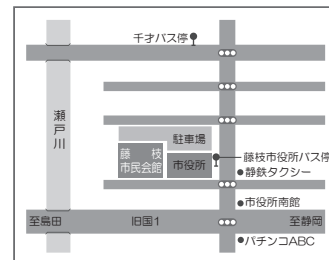 千才バス停
瀬戸川
駐車場
藤枝
市民会館
市役所
藤枝市役所バス停
静鉄タクシー
市役所南館
至島田
旧国1
至静岡
パチンコABC